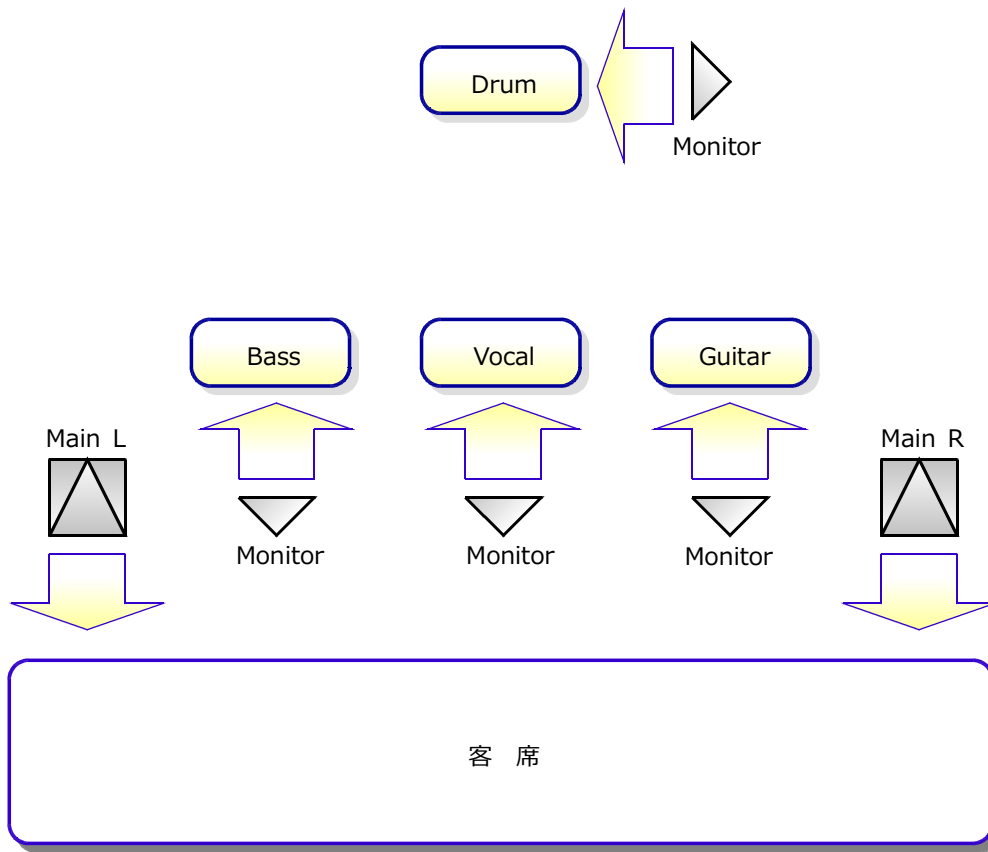 Drum
Monitor
Bass
Vocal
Guitar
Main L
Main R
Monitor
Monitor
Monitor
客 席